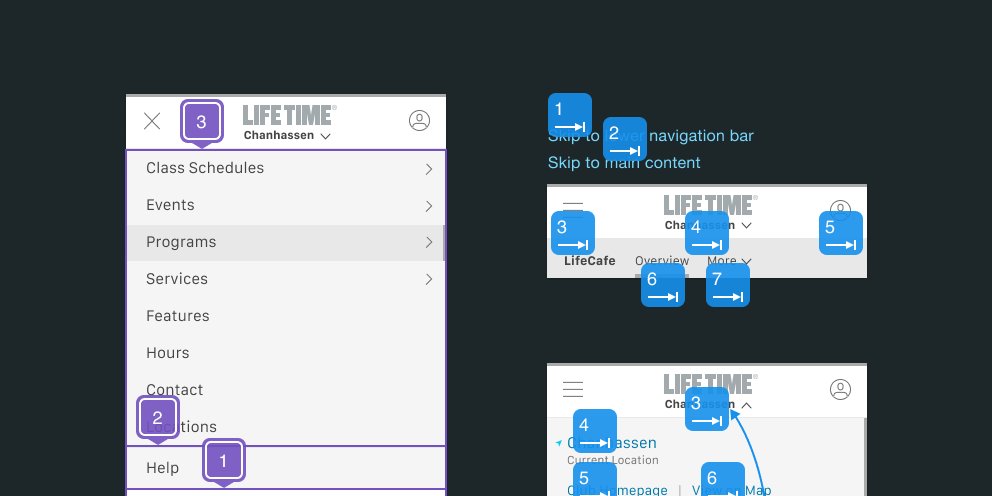 3
LIFE TIME®
Chanhassen
Class Schedules
Events
Programs
Services
Features
Hours
Contact
2
Locations
Help
1
1
Skip to lower navigation bar
2
Skip to main content
LIFE TIME®
Chanhassen
3
4
5
LifeCafe Overview More
6
7
LIFE TIME®
Chanhassen
3
4
Chanhassen
Current Location
5
6
Club Homepage | View on Map